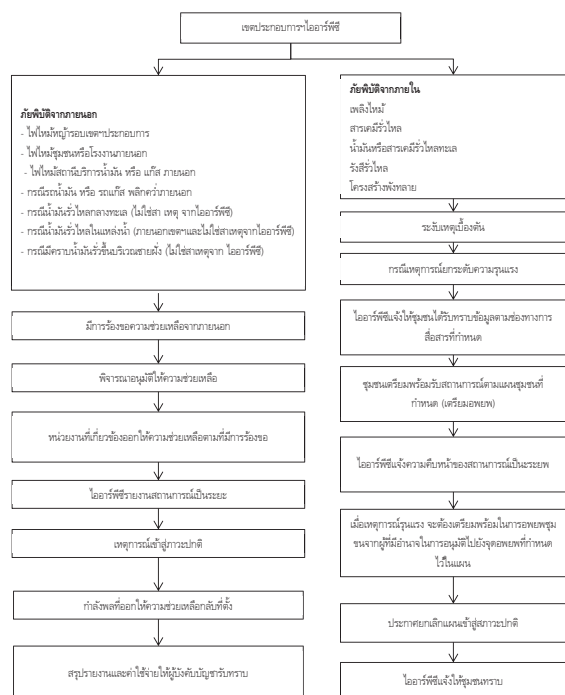 เขตประกอบการฯไออาร์พีซี
ภัยพิบัติจากภายนอก
- ไฟไหม้หญ้ารอบเขตฯประกอบการ
- ไฟไหม้ชุมชนหรือโรงงานภายนอก
- ไฟไหม้สถานีบริการน้ำมัน หรือ แก๊ส ภายนอก
- กรณีรถน้ำมัน หรือ รถแก๊ส พลิกคว่ำภายนอก
- กรณีน้ำมันรั่วไหลกลางทะเล (ไม่ใช่สา เหตุ จากไออาร์พีซี)
- กรณีน้ำมันรั่วไหลในแหล่งน้ำ (ภายนอกเขตฯและไม่ใช่สาเหตุจากไออาร์พีซี)
- กรณีมีคราบน้ำมันรั่วขึ้นบริเวณชายฝั่ง (ไม่ใช่สาเหตุจาก ไออาร์พีซี)
มีการร้องขอความช่วยเหลือจากภายนอก
พิจารณาอนุมัติให้ความช่วยเหลือ
หน่วยงานที่เกี่ยวข้องออกให้ความช่วยเหลือตามที่มีการร้องขอ
ไออาร์พีซีรายงานสถานการณ์เป็นระยะ
เหตุการณ์เข้าสู่ภาวะปกติ
กำลังพลที่ออกให้ความช่วยเหลือกลับที่ตั้ง
สรุปรายงานและค่าใช้จ่ายให้ผู้บังคับบัญชารับทราบ
ภัยพิบัติจากภายใน
เพลิงไหม้
สารเคมีรั่วไหล
น้ำมันหรือสารเคมีรั่วไหลทะเล
รังสีรั่วไหล
โครงสร้างพังทลาย
ระงับเหตุเบื้องต้น
กรณีเหตุการณ์ยกระดับความรุนแรง
ไออาร์พีซีแจ้งให้ชุมชนได้รับทราบข้อมูลตามช่องทางการ
สื่อสารที่กำหนด
ชุมชนเตรียมพร้อมรับสถานการณ์ตามแผนชุมชนที่
กำหนด (เตรียมอพยพ)
ไออาร์พีซีแจ้งความคืบหน้าของสถานการณ์เป็นะระยพ
เมื่อเหตุการณ์รุนแรง จะต้องเตรียมพร้อมในการอพยพชุม
ชนจากผู้ที่มีอำนาจในการอนุมัติไปยังจุดอพยพที่กำหนด
ไว้ในแผน
ประกาศยกเลิกแผนเข้าสู่สภาวะปกติ
ไออาร์พีซีแจ้งให้ชุมชนทราบ